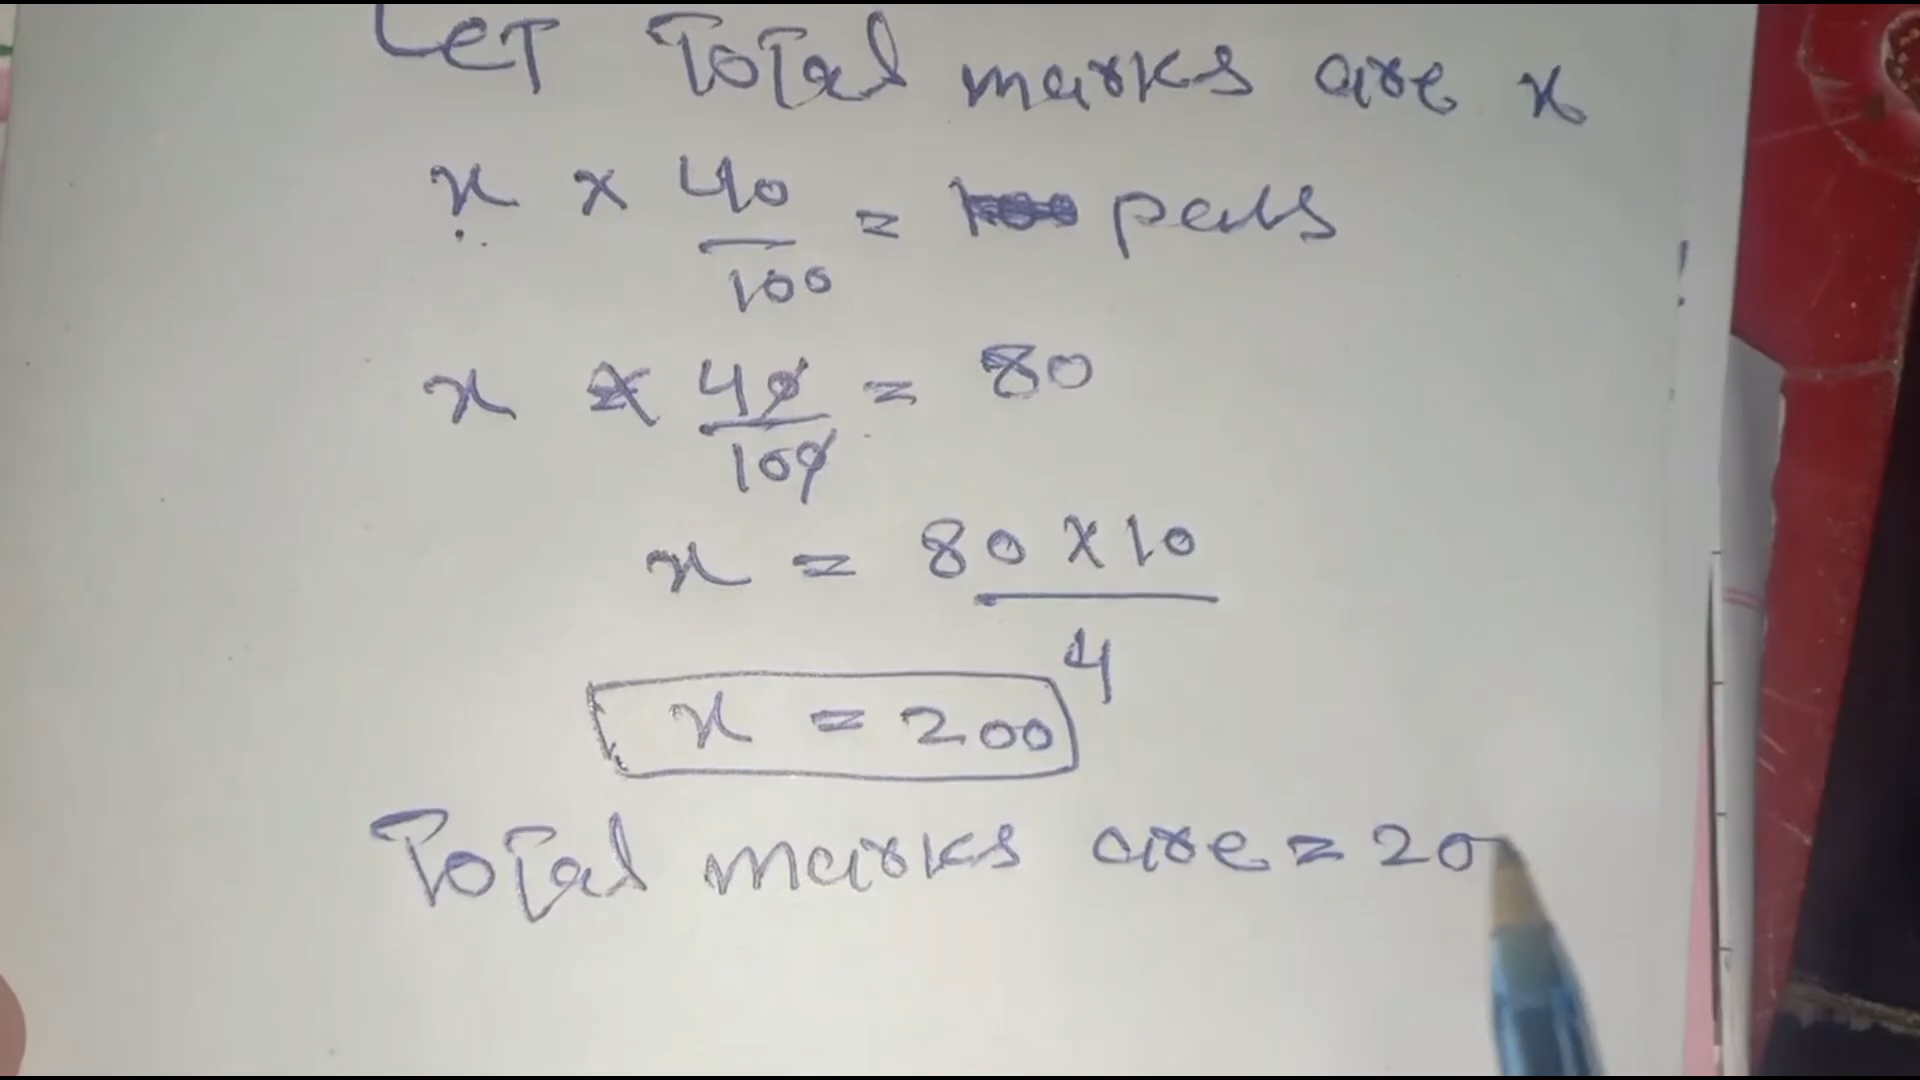 Let Total marks are x
x × 40/100 = pass
x × 40/100 = 80
x = 80 × 10/4
x = 200
Total marks are = 20